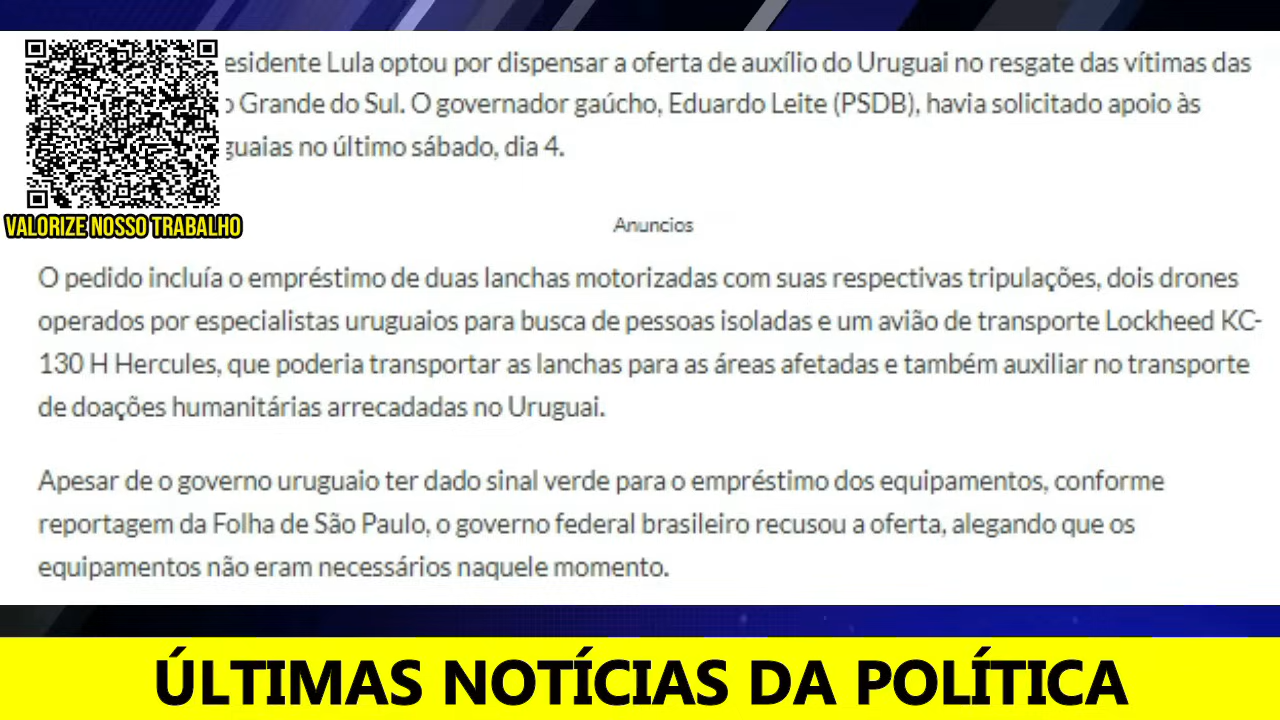 esidente Lula optou por dispensar a oferta de auxílio do Uruguai no resgate das vítimas das
o Grande do Sul. O governador gaúcho, Eduardo Leite (PSDB), havia solicitado apoio às
guaias no último sábado, dia 4.
VALORIZE NOSSO TRABALHO
Anuncios
O pedido incluía o empréstimo de duas lanchas motorizadas com suas respectivas tripulações, dois drones
operados por especialistas uruguaios para busca de pessoas isoladas e um avião de transporte Lockheed KC-
130 H Hercules, que poderia transportar as lanchas para as áreas afetadas e também auxiliar no transporte
de doações humanitárias arrecadadas no Uruguai.
Apesar de o governo uruguaio ter dado sinal verde para o empréstimo dos equipamentos, conforme
reportagem da Folha de São Paulo, o governo federal brasileiro recusou a oferta, alegando que os
equipamentos não eram necessários naquele momento.
ÚLTIMAS NOTÍCIAS DA POLÍTICA